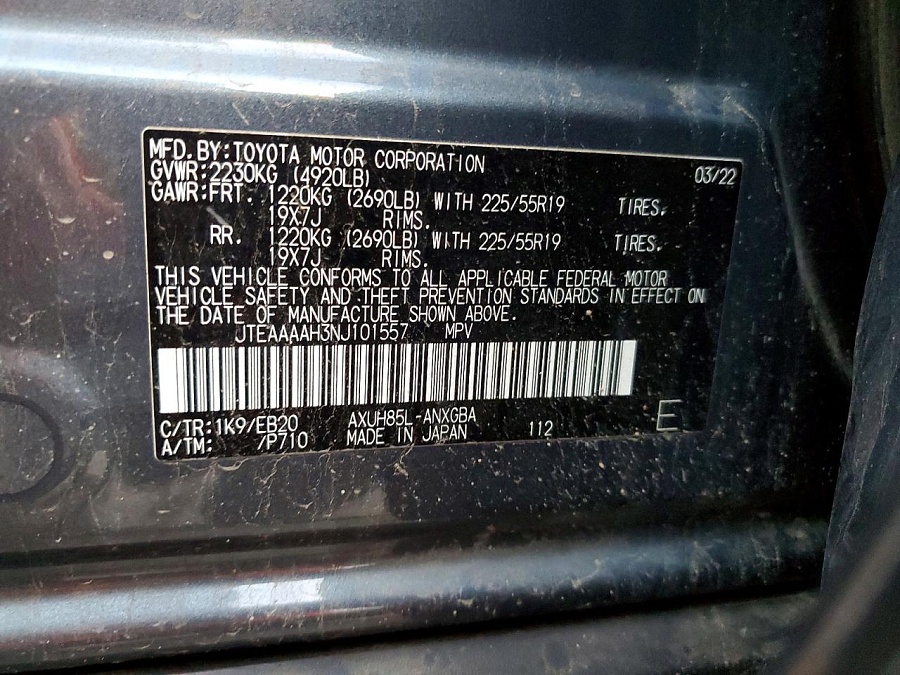 MFD. BY: TOYOTA MOTOR CORPORATION 03/22
GVWR: 2230KG (4920LB)
GAWR: FRT. 1220KG (2690LB) WITH 225/55R19 TIRES.
19X7J RIMS.
RR. 1220KG (2690LB) WITH 225/55R19 TIRES.
19X7J RIMS.
THIS VEHICLE CONFORMS TO ALL APPLICABLE FEDERAL MOTOR
VEHICLE SAFETY AND THEFT PREVENTION STANDARDS IN EFFECT ON
THE DATE OF MANUFACTURE SHOWN ABOVE.
JTEAAAAH3NJ101557 MPV
C/TR: 1K9/EB20 AXUH85L-ANXGBA
A/TM: /P710 MADE IN JAPAN 112 E